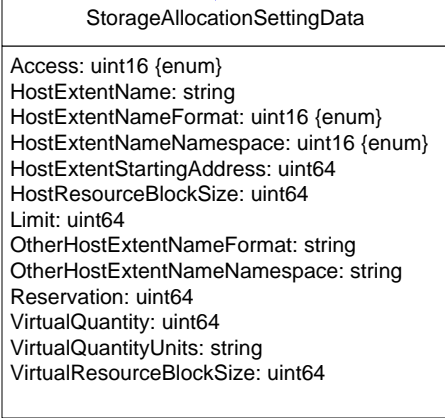 StorageAllocationSettingData
Access: uint16 {enum}
HostExtentName: string
HostExtentNameFormat: uint16 {enum}
HostExtentNameNamespace: uint16 {enum}
HostExtentStartingAddress: uint64
HostResourceBlockSize: uint64
Limit: uint64
OtherHostExtentNameFormat: string
OtherHostExtentNameNamespace: string
Reservation: uint64
VirtualQuantity: uint64
VirtualQuantityUnits: string
VirtualResourceBlockSize: uint64